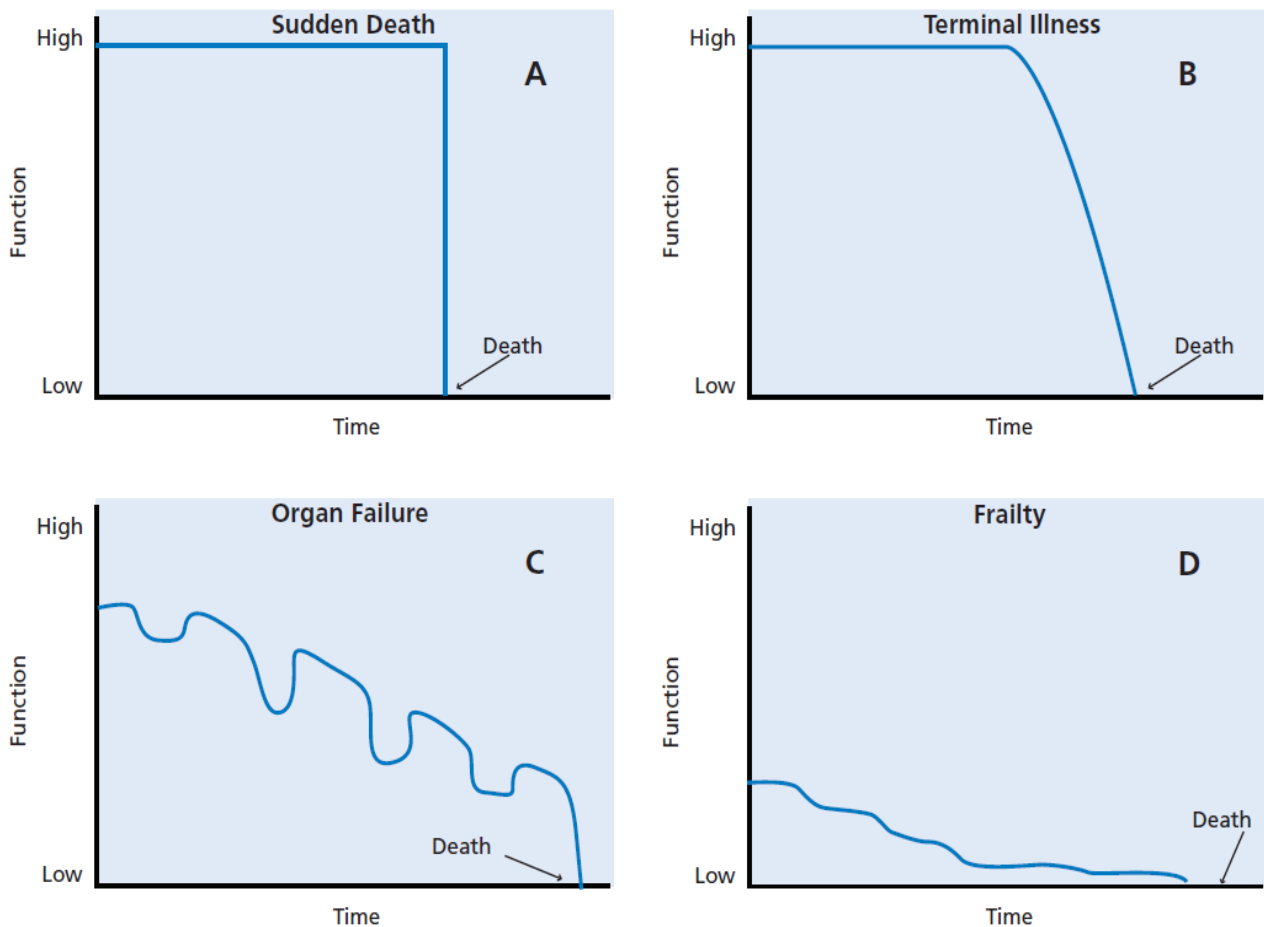 Sudden Death
High
A
Function
Death
Low
Time
Terminal Illness
High
B
Function
Death
Low
Time
Organ Failure
High
C
Function
Death
Low
Time
Frailty
High
D
Function
Death
Low
Time